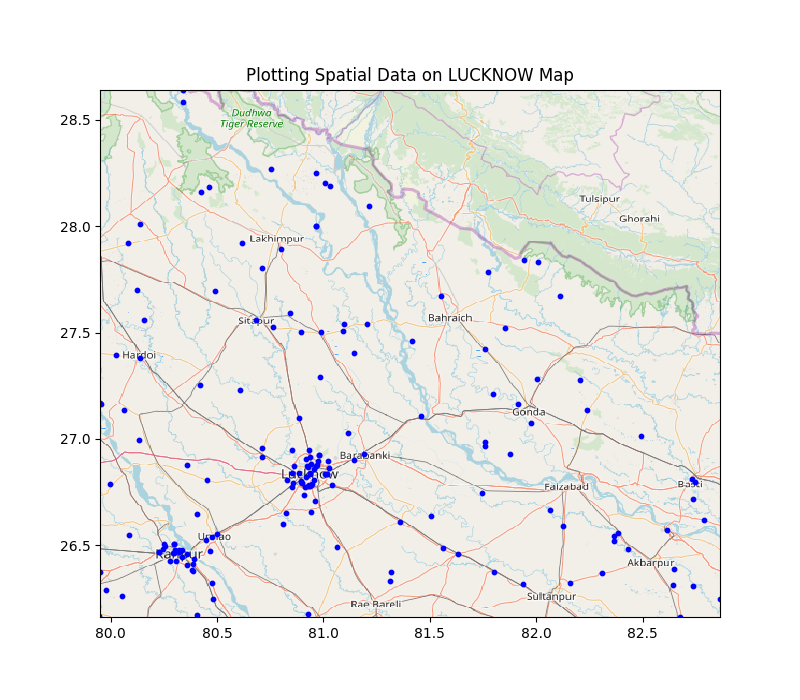 Plotting Spatial Data on LUCKNOW Map
28.5
28.0
27.5
27.0
26.5
80.0 80.5 81.0 81.5 82.0 82.5
Dudhwa
Tiger Reserve
Tulsipur
Ghorahi
Lakhimpur
Sitapur
Bahraich
Hardoi
Gonda
Barabanki
Lucknow
Faizabad
Basti
Unnao
Kanpur
Akbarpur
Sultanpur
Rae Bareli